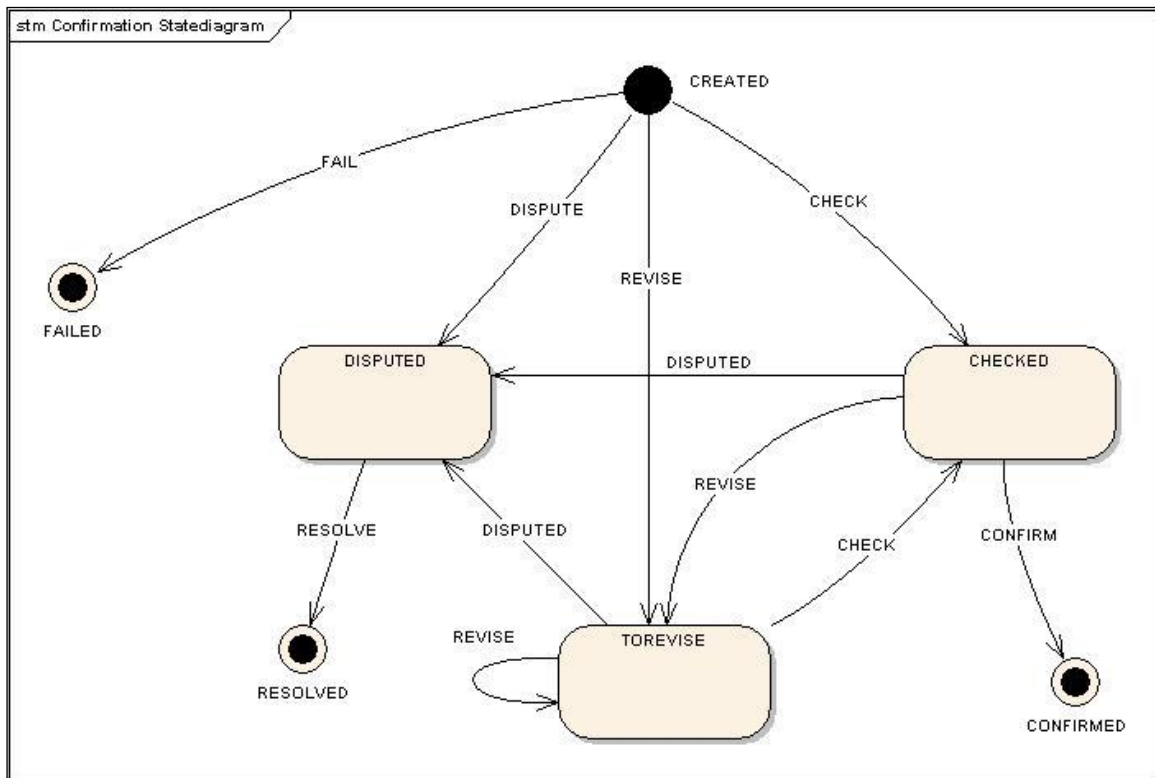 stm Confirmation Statediagram
CREATED
FAIL
DISPUTE
CHECK
REVISE
FAILED
DISPUTED
DISPUTED
CHECKED
REVISE
RESOLVE
DISPUTED
CHECK
CONFIRM
REVISE
TOREVISE
RESOLVED
CONFIRMED